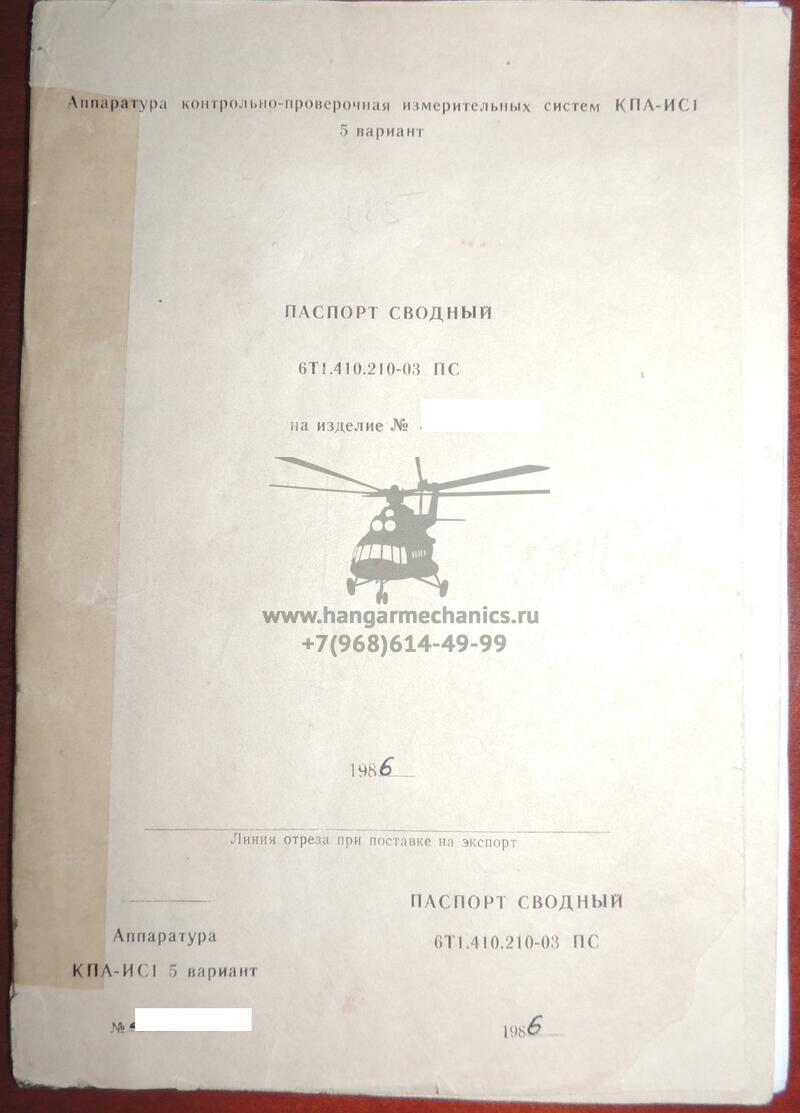 Аппаратура контрольно-проверочная измерительных систем КПА-ИС1
5 вариант
ПАСПОРТ СВОДНЫЙ
6Т1.410.210-03 ПС
на изделие №
www.hangarmechanics.ru
+7(968)614-49-99
1986
Линия отреза при поставке на экспорт
Аппаратура
КПА-ИС1 5 вариант
№
ПАСПОРТ СВОДНЫЙ
6Т1.410.210-03 ПС
1986